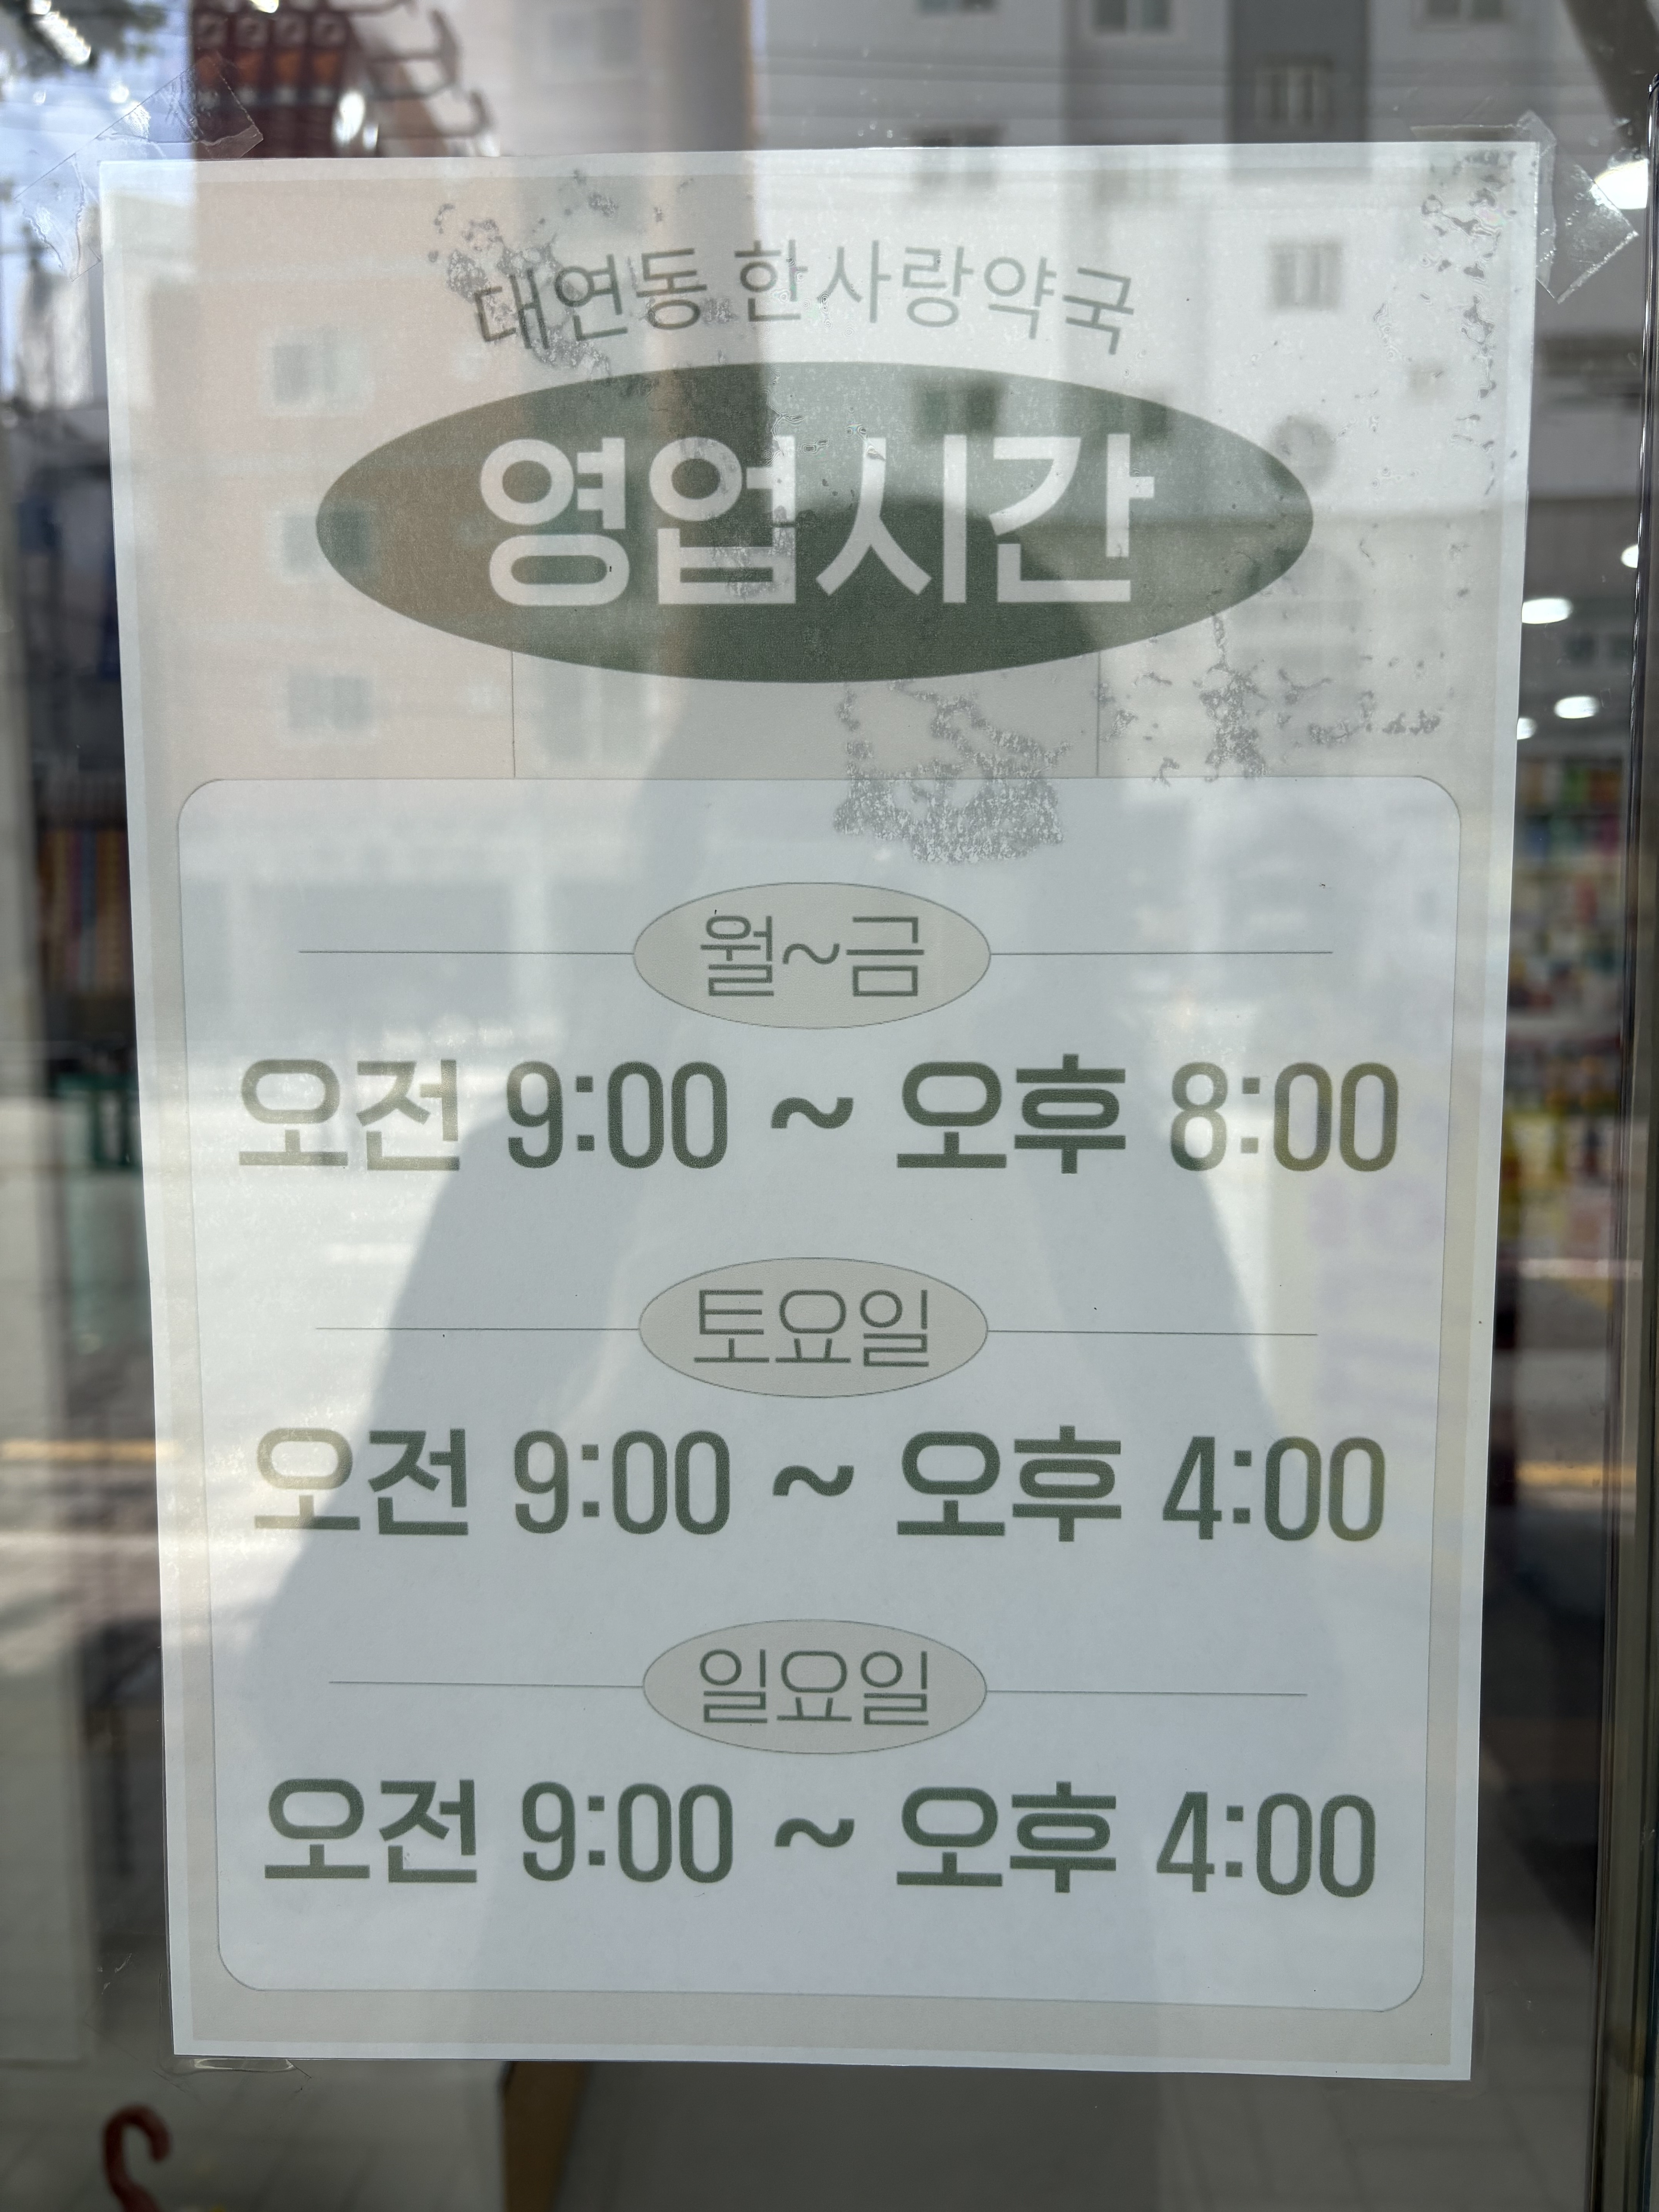 대연동 한사랑약국
영업시간
월~금
오전 9:00 ~ 오후 8:00
토요일
오전 9:00 ~ 오후 4:00
일요일
오전 9:00 ~ 오후 4:00